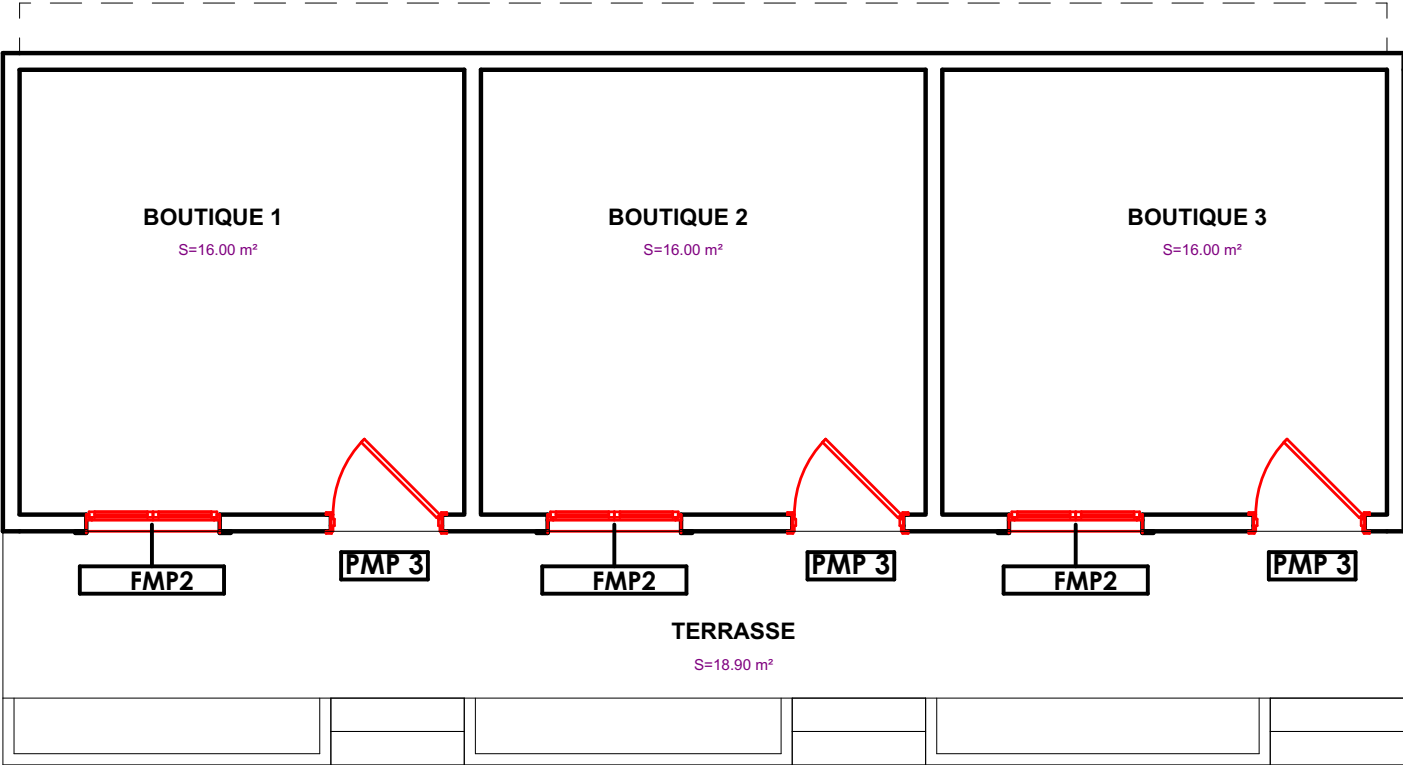 BOUTIQUE 1
S=16.00 m²
BOUTIQUE 2
S=16.00 m²
BOUTIQUE 3
S=16.00 m²
FMP2
PMP 3
FMP2
PMP 3
FMP2
PMP 3
TERRASSE
S=18.90 m²